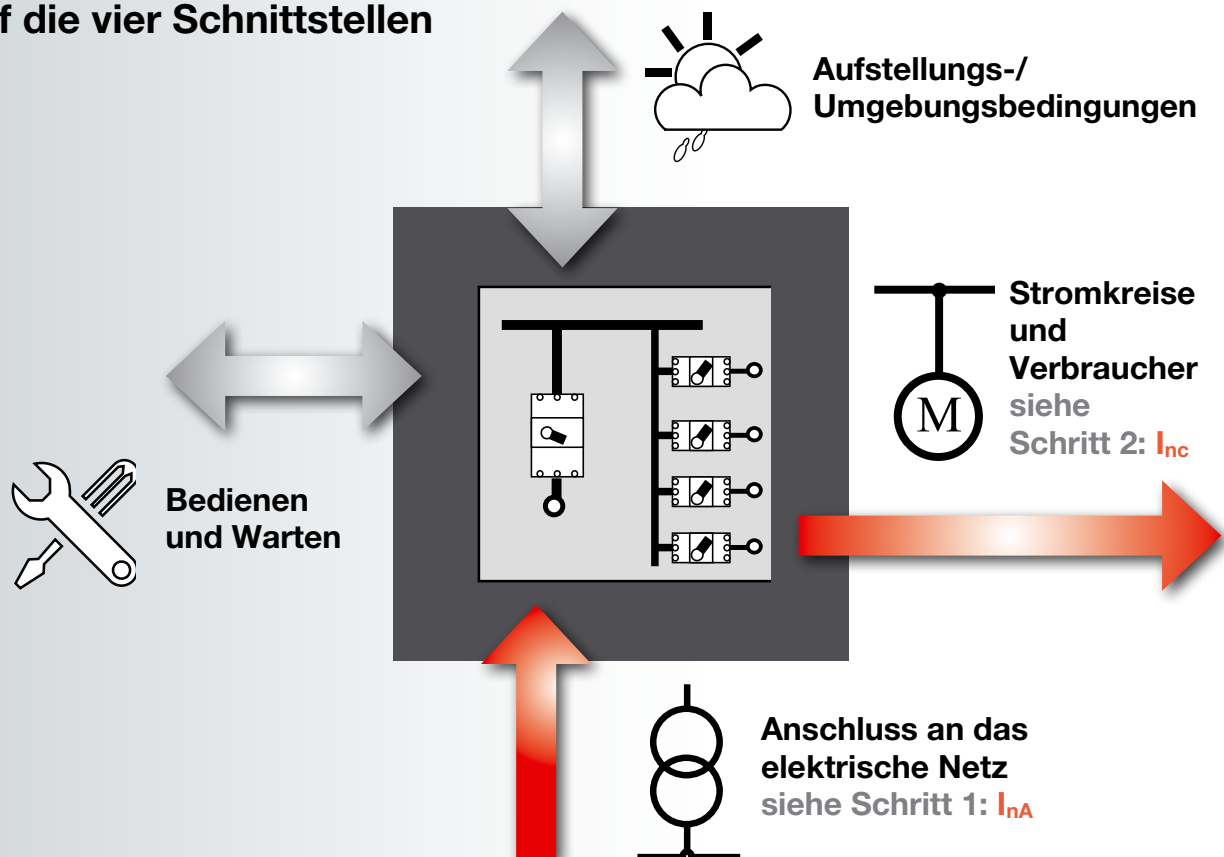 f die vier Schnittstellen
Aufstellungs-/
Umgebungsbedingungen
Stromkreise
und
Verbraucher
siehe
Schritt 2: Inc
M
Bedienen
und Warten
Anschluss an das
elektrische Netz
siehe Schritt 1: InA